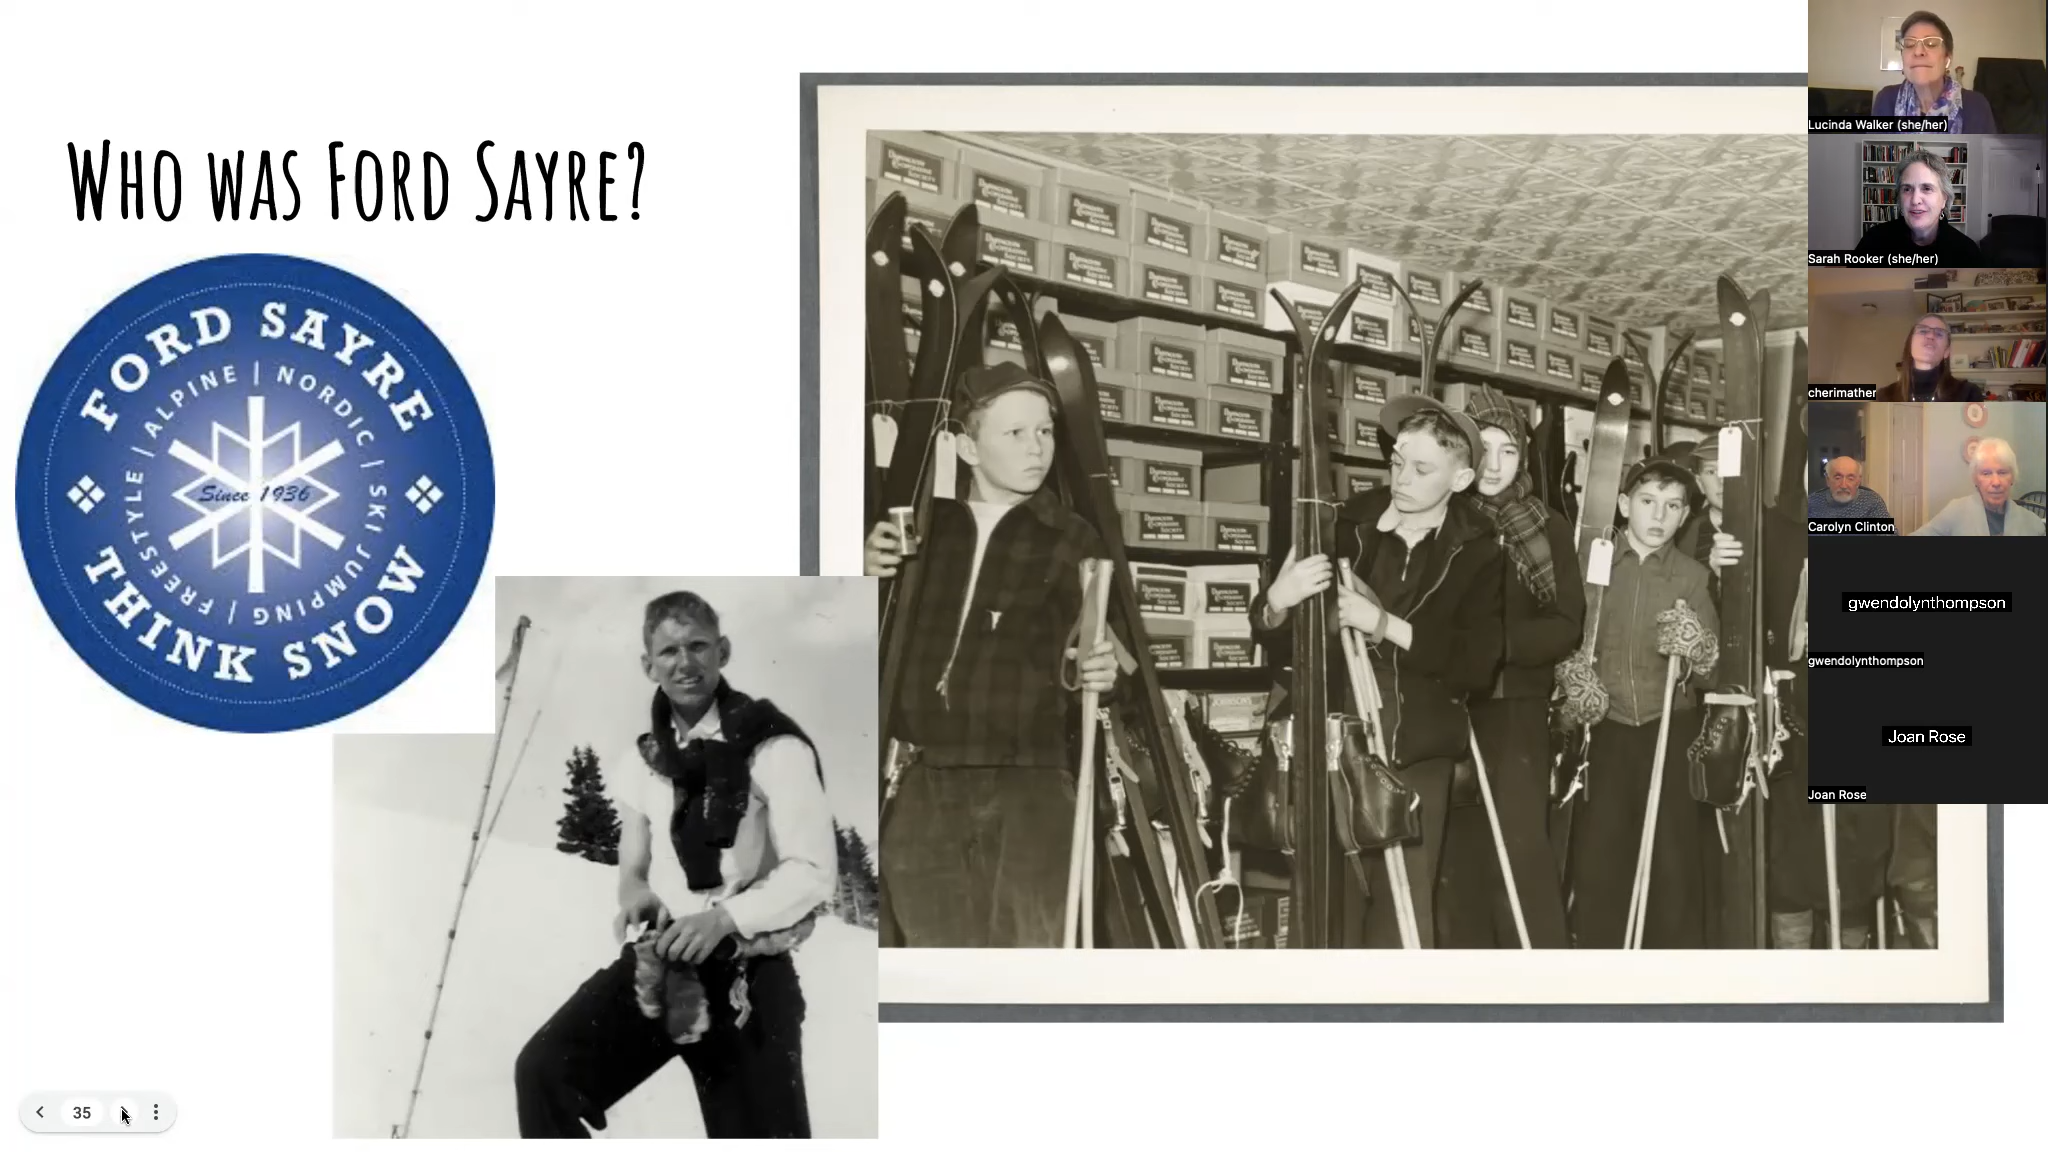 WHO WAS FORD SAYRE?
FORD SAYRE
| ALPINE | NORDIC | SKI JUMPING | FREESTYLE
Since 1936
THINK SNOW
35
JOHNSON'S
Lucinda Walker (she/her)
Sarah Rooker (she/her)
cherimather
Carolyn Clinton
gwendolynthompson
gwendolynthompson
Joan Rose
Joan Rose